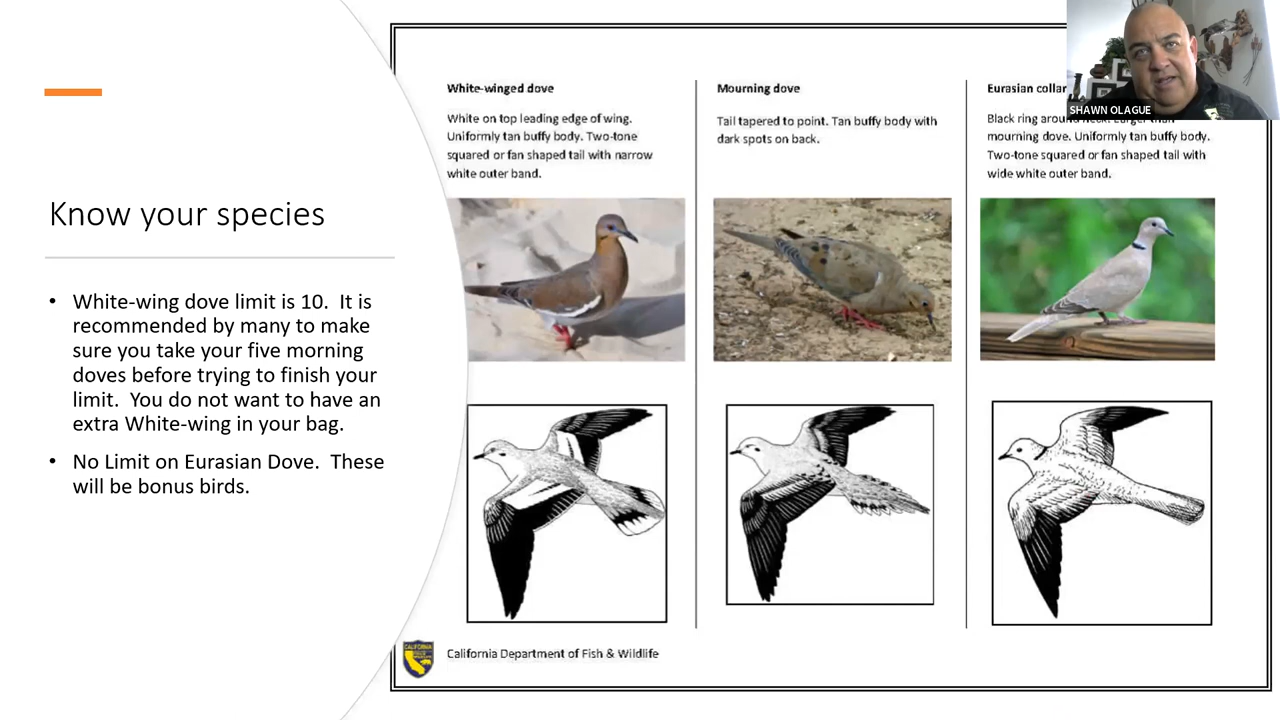 Know your species
• White-wing dove limit is 10. It is
recommended by many to make
sure you take your five morning
doves before trying to finish your
limit. You do not want to have an
extra White-wing in your bag.
• No Limit on Eurasian Dove. These
will be bonus birds.
White-winged dove
White on top leading edge of wing.
Uniformly tan buffy body. Two-tone
squared or fan shaped tail with narrow
white outer band.
Mourning dove
Tail tapered to point. Tan buffy body with
dark spots on back.
Eurasian collar
Black ring around neck. Larger than
mourning dove. Uniformly tan buffy body.
Two-tone squared or fan shaped tail with
wide white outer band.
SHAWN OLAGUE
CALIFORNIA
California Department of Fish & Wildlife